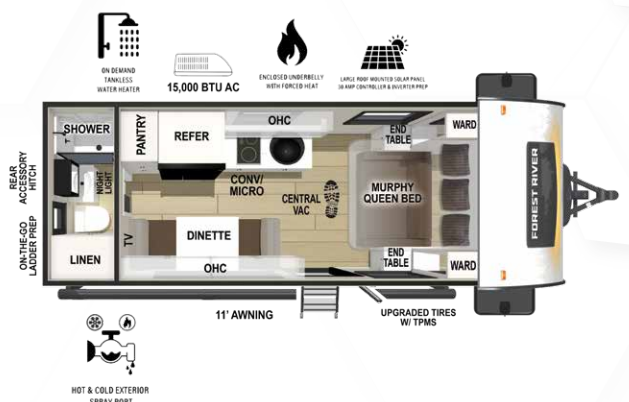 ON DEMAND
TANKLESS
WATER HEATER
15,000 BTU AC
ENCLOSED UNDERBELLY
WITH FORCED HEAT
LARGE ROOF MOUNTED SOLAR PANEL
30 AMP CONTROLLER & INVERTER PREP
SHOWER
PANTRY
REFER
OHC
END
TABLE
WARD
REAR
ACCESSORY
HITCH
NIGHT
LIGHT
CONV/
MICRO
CENTRAL
VAC
MURPHY
QUEEN BED
FOREST RIVER
ON-THE-GO
LADDER PREP
LINEN
TV
DINETTE
OHC
END
TABLE
WARD
11' AWNING
UPGRADED TIRES
W/ TPMS
HOT & COLD EXTERIOR
SPRAY PORT